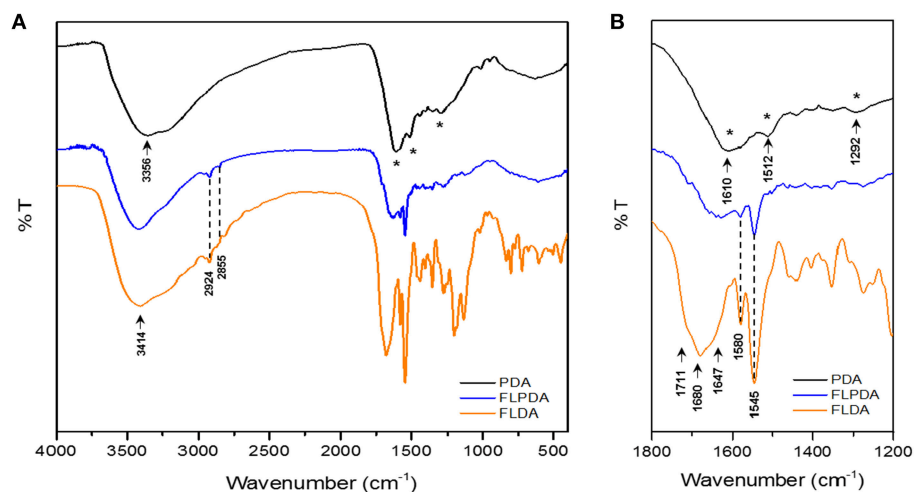 A
% T
3356
3414
2924
2855
*
*
*
PDA
FLPDA
FLDA
4000 3500 3000 2500 2000 1500 1000 500
Wavenumber (cm⁻¹)
B
% T
*
*
*
1610
1512
1292
1711
1680
1647
1580
1545
PDA
FLPDA
FLDA
1800 1600 1400 1200
Wavenumber (cm⁻¹)